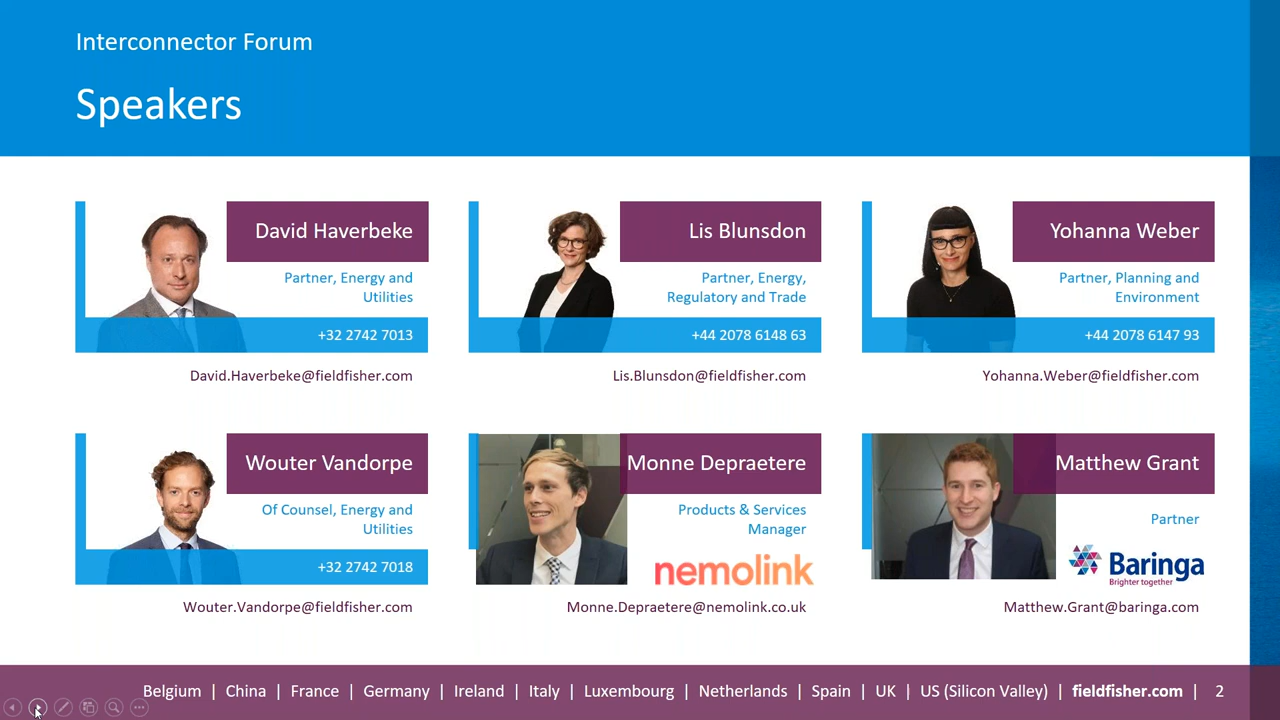 Interconnector Forum
Speakers
David Haverbeke
Partner, Energy and
Utilities
+32 2742 7013
David.Haverbeke@fieldfisher.com
Lis Blunsdon
Partner, Energy,
Regulatory and Trade
+44 2078 6148 63
Lis.Blunsdon@fieldfisher.com
Yohanna Weber
Partner, Planning and
Environment
+44 2078 6147 93
Yohanna.Weber@fieldfisher.com
Wouter Vandorpe
Of Counsel, Energy and
Utilities
+32 2742 7018
Wouter.Vandorpe@fieldfisher.com
Monne Depraetere
Products & Services
Manager
nemolink
Monne.Depraetere@nemolink.co.uk
Matthew Grant
Partner
Baringa
Brighter together
Matthew.Grant@baringa.com
Belgium | China | France | Germany | Ireland | Italy | Luxembourg | Netherlands | Spain | UK | US (Silicon Valley) | fieldfisher.com | 2